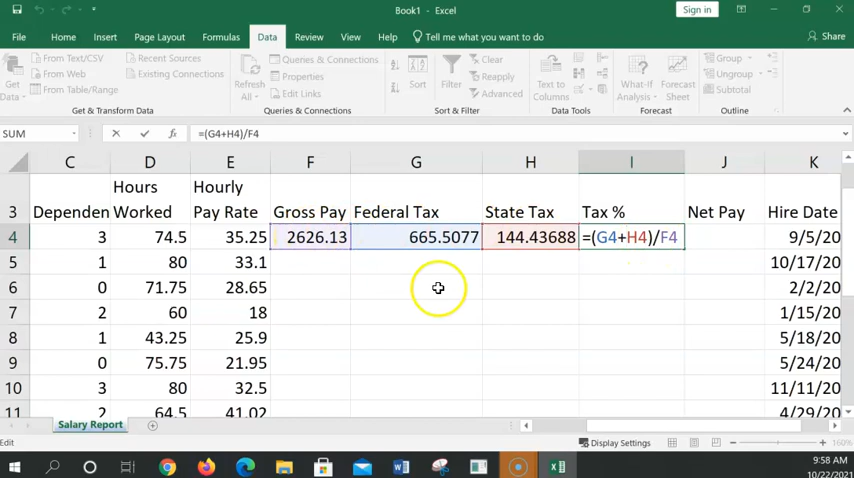 Book1 - Excel
Sign in
File Home Insert Page Layout Formulas Data Review View Help Tell me what you want to do Share
Get Data
From Text/CSV
From Web
From Table/Range
Recent Sources
Existing Connections
Get & Transform Data
Refresh All
Queries & Connections
Properties
Edit Links
Queries & Connections
Sort
Filter
Clear
Reapply
Advanced
Sort & Filter
Text to Columns
Data Tools
What-If Analysis
Forecast Sheet
Forecast
Group
Ungroup
Subtotal
Outline
SUM =(G4+H4)/F4
C D E F G H I J K
3 Dependen Hours Worked Hourly Pay Rate Gross Pay Federal Tax State Tax Tax % Net Pay Hire Date
4 3 74.5 35.25 2626.13 665.5077 144.43688 =(G4+H4)/F4 9/5/20
5 1 80 33.1 10/17/20
6 0 71.75 28.65 2/2/20
7 2 60 18 1/15/20
8 1 43.25 25.9 5/18/20
9 0 75.75 21.95 5/24/20
10 3 80 32.5 11/11/20
11 2 64.5 41.02 4/29/20
Salary Report
Edit Display Settings 160%
9:58 AM
10/22/2021